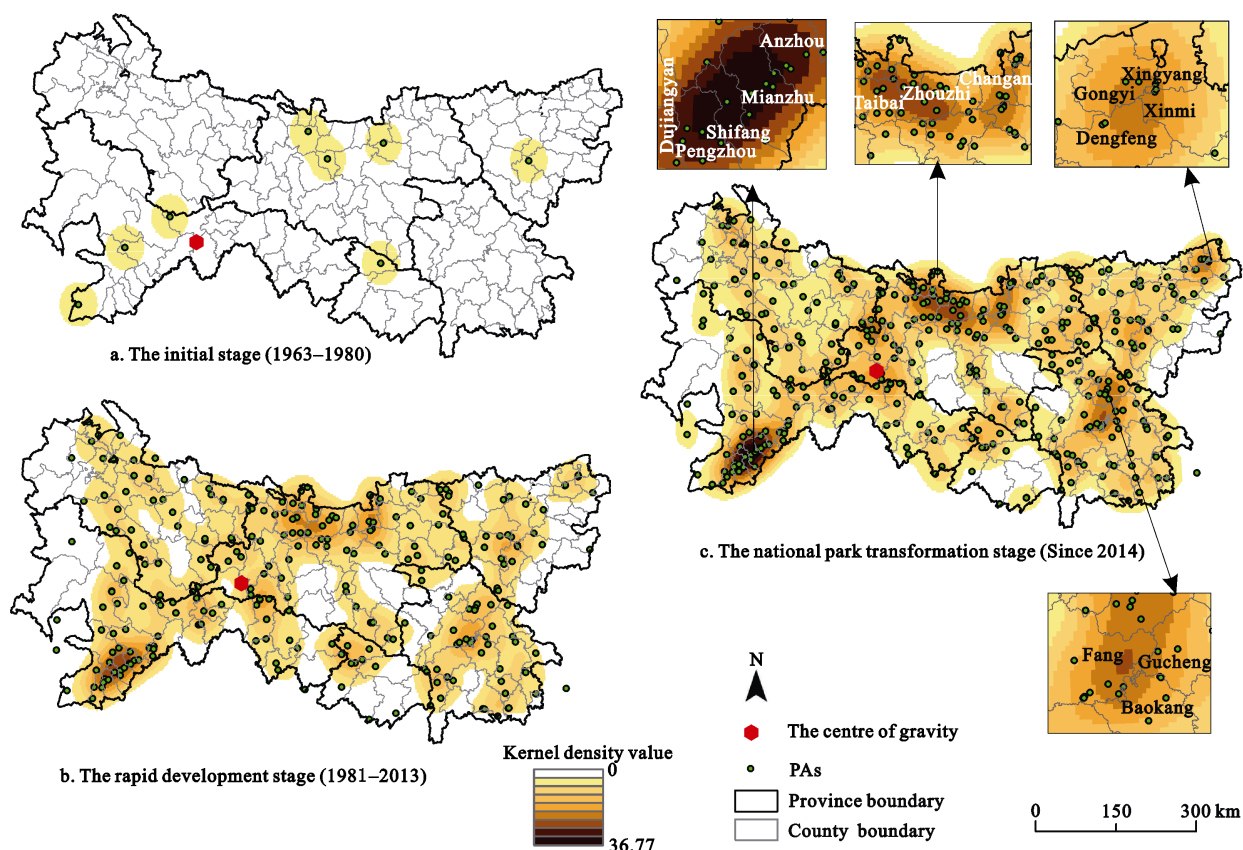 Anzhou
Dujiangyan
Mianzhu
Shifang
Pengzhou
Changan
Taibai
Zhouzhi
Xingyang
Gongyi
Xinmi
Dengfeng
a. The initial stage (1963–1980)
c. The national park transformation stage (Since 2014)
Fang
Gucheng
Baokang
b. The rapid development stage (1981–2013)
Kernel density value
0
36.77
N
The centre of gravity
PAs
Province boundary
County boundary
0 150 300 km